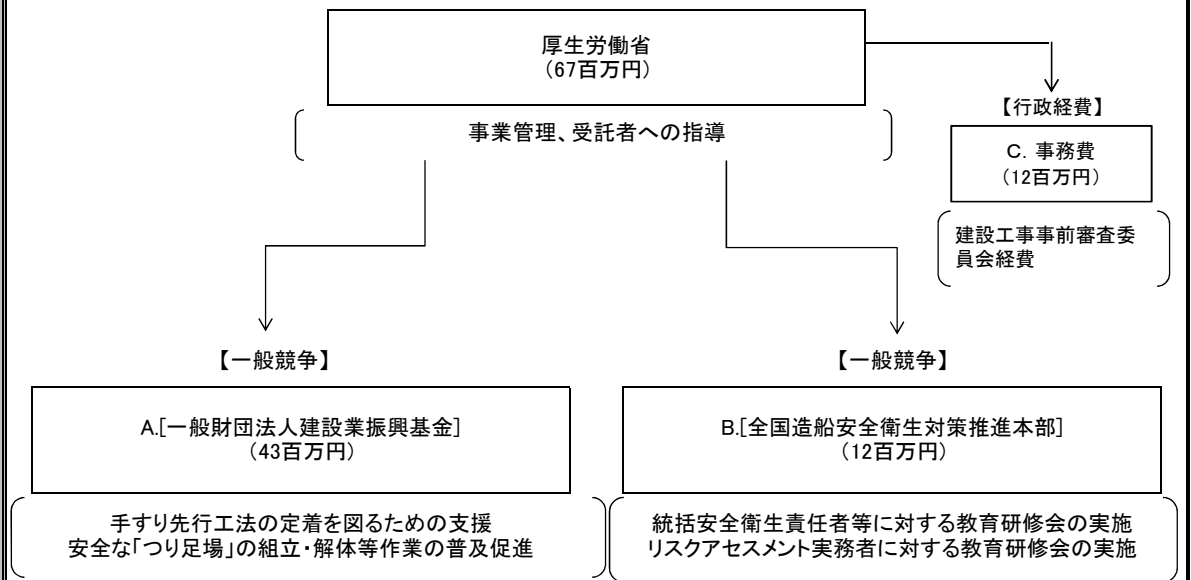 厚生労働省
（67百万円）
事業管理、受託者への指導
【行政経費】
C．事務費
（12百万円）
建設工事事前審査委
員会経費
【一般競争】
A.[一般財団法人建設業振興基金]
（43百万円）
手すり先行工法の定着を図るための支援
安全な「つり足場」の組立・解体等作業の普及促進
【一般競争】
B.[全国造船安全衛生対策推進本部]
（12百万円）
統括安全衛生責任者等に対する教育研修会の実施
リスクアセスメント実務者に対する教育研修会の実施